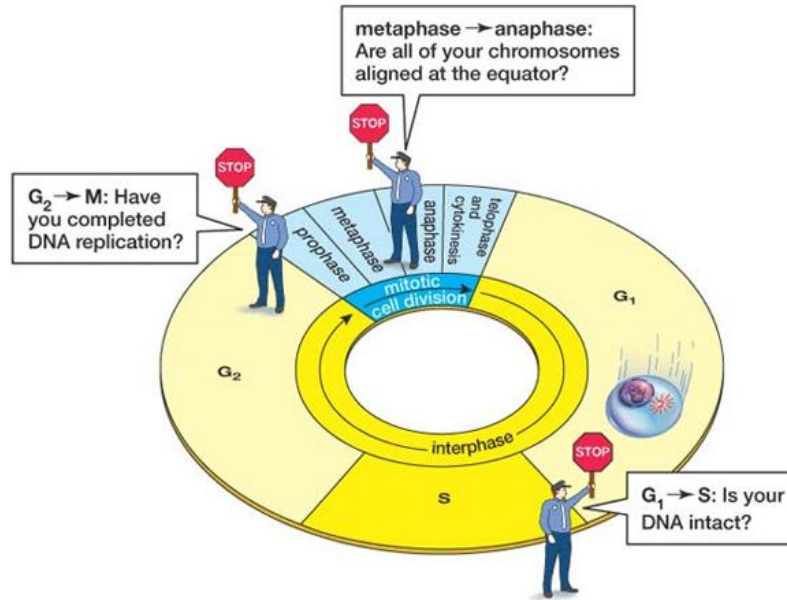 metaphase → anaphase:
Are all of your chromosomes
aligned at the equator?
STOP
STOP
G₂ → M: Have
you completed
DNA replication?
prophase
metaphase
anaphase
telophase
and
cytokinesis
mitotic
cell division
G₁
G₂
interphase
S
STOP
G₁ → S: Is your
DNA intact?